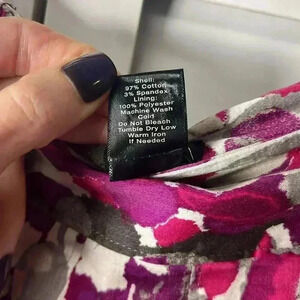 Shell:
97% Cotton
3% Spandex
Lining:
100% Polyester
Machine Wash
Cold
Do Not Bleach
Tumble Dry Low
Warm Iron
If Needed